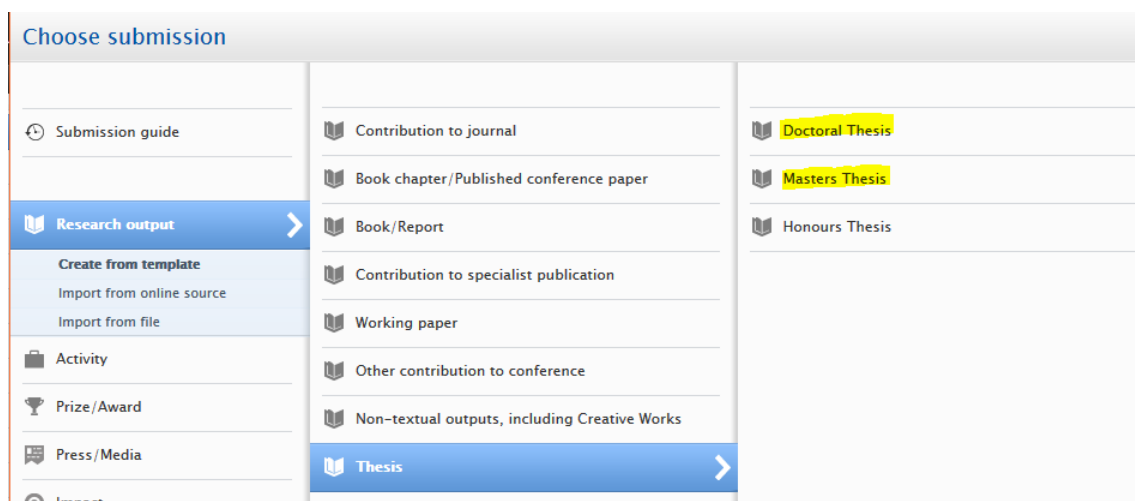 Choose submission
Submission guide
Research output
Create from template
Import from online source
Import from file
Activity
Prize/Award
Press/Media
Impact
Contribution to journal
Book chapter/Published conference paper
Book/Report
Contribution to specialist publication
Working paper
Other contribution to conference
Non-textual outputs, including Creative Works
Thesis
Doctoral Thesis
Masters Thesis
Honours Thesis